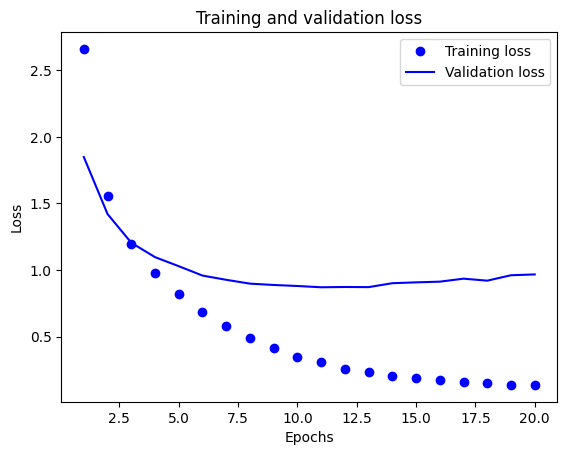 Training and validation loss
Training loss
Validation loss
2.5
2.0
1.5
1.0
0.5
Loss
2.5
5.0
7.5
10.0
12.5
15.0
17.5
20.0
Epochs